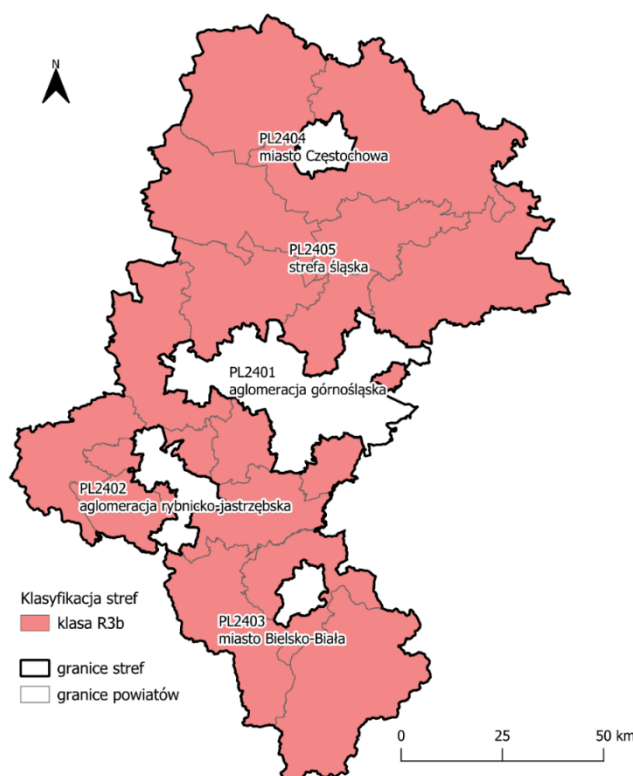 N
PL2404
miasto Częstochowa
PL2405
strefa śląska
PL2401
aglomeracja górnośląska
PL2402
aglomeracja rybnicko-jastrzębska
PL2403
miasto Bielsko-Biała
Klasyfikacja stref
klasa R3b
granice stref
granice powiatów
0 25 50 km